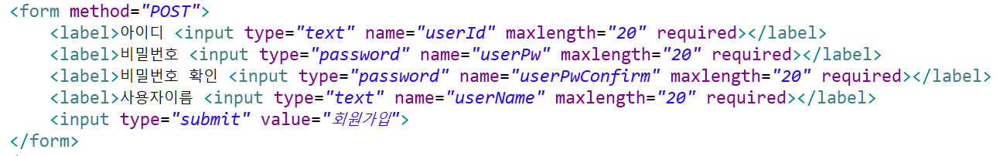 <form method="POST">
<label>아이디 <input type="text" name="userId" maxlength="20" required></label>
<label>비밀번호 <input type="password" name="userPw" maxlength="20" required></label>
<label>비밀번호 확인 <input type="password" name="userPwConfirm" maxlength="20" required></label>
<label>사용자이름 <input type="text" name="userName" maxlength="20" required></label>
<input type="submit" value="회원가입">
</form>